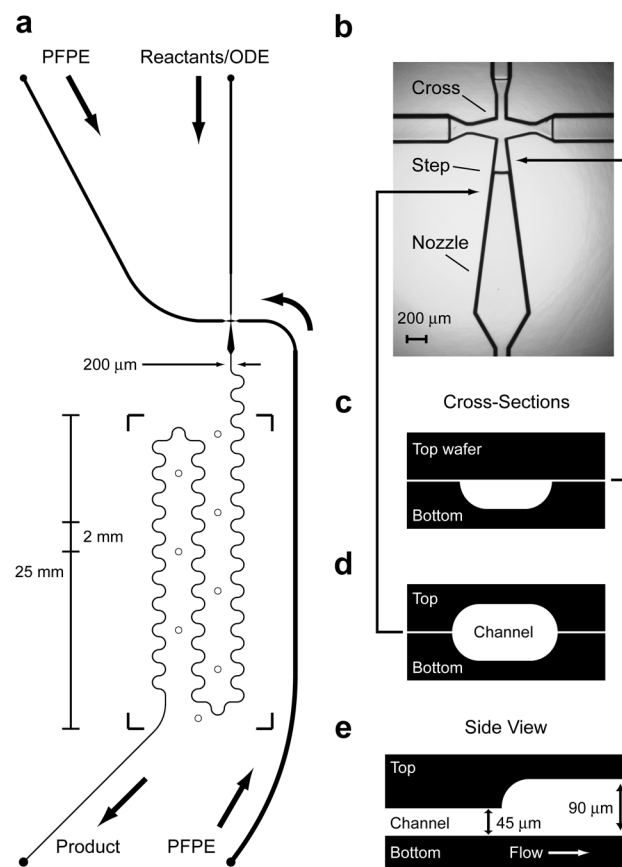 a
PFPE
Reactants/ODE
200 μm
2 mm
25 mm
Product
PFPE
b
Cross
Step
Nozzle
200 μm
c
Cross-Sections
Top wafer
Bottom
d
Top
Channel
Bottom
e
Side View
Top
Channel
45 μm
90 μm
Bottom
Flow